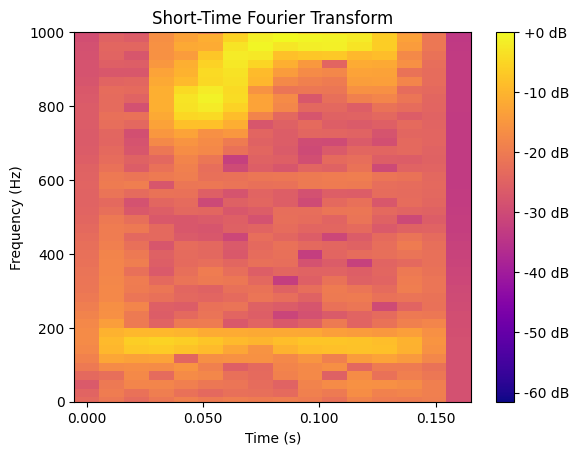 Short-Time Fourier Transform
Frequency (Hz)
1000
800
600
400
200
0
0.000
0.050
0.100
0.150
Time (s)
+0 dB
-10 dB
-20 dB
-30 dB
-40 dB
-50 dB
-60 dB